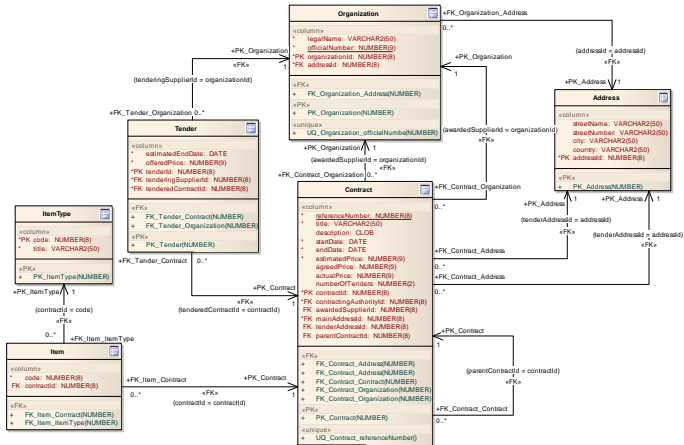 Organization
«column»
* legalName: VARCHAR2(50)
* officialNumber: NUMBER(9)
*PK organizationId: NUMBER(8)
*FK addressId: NUMBER(8)
«FK»
+ FK_Organization_Address(NUMBER)
«PK»
+ PK_Organization(NUMBER)
«unique»
+ UQ_Organization_officialNumbe(NUMBER)
+FK_Organization_Address
0..*
(addressId = addressId)
«FK»
+PK_Address
1
Address
«column»
streetName: VARCHAR2(50)
streetNumber: VARCHAR2(50)
city: VARCHAR2(50)
country: VARCHAR2(50)
*PK addressId: NUMBER(8)
«PK»
+ PK_Address(NUMBER)
+PK_Organization
«FK»
1
(tenderingSupplierId = organizationId)
+FK_Tender_Organization 0..*
+PK_Organization
1
(awardedSupplierId = organizationId)
«FK»
+FK_Contract_Organization
0..*
+PK_Organization
1
(awardedSupplierId = organizationId)
«FK»
+FK_Contract_Organization
0..*
Tender
«column»
* estimatedEndDate: DATE
* offeredPrice: NUMBER(9)
*PK tenderId: NUMBER(8)
*FK tenderingSupplierId: NUMBER(8)
*FK tenderedContractId: NUMBER(8)
«FK»
+ FK_Tender_Contract(NUMBER)
+ FK_Tender_Organization(NUMBER)
«PK»
+ PK_Tender(NUMBER)
+FK_Tender_Contract
0..*
+PK_Contract
«FK»
1
(tenderedContractId = contractId)
ItemType
«column»
*PK code: NUMBER(8)
* title: VARCHAR2(50)
«PK»
+ PK_ItemType(NUMBER)
+PK_ItemType
1
(contractId = code)
«FK»
0..*
+FK_Item_ItemType
Item
«column»
* code: NUMBER(8)
FK contractId: NUMBER(8)
«FK»
+ FK_Item_Contract(NUMBER)
+ FK_Item_ItemType(NUMBER)
+FK_Item_Contract
0..*
«FK»
(contractId = contractId)
+PK_Contract
1
Contract
«column»
* referenceNumber: NUMBER(8)
* title: VARCHAR2(50)
description: CLOB
* startDate: DATE
* endDate: DATE
* estimatedPrice: NUMBER(9)
agreedPrice: NUMBER(9)
actualPrice: NUMBER(9)
* numberOfTenders: NUMBER(2)
*PK contractId: NUMBER(8)
*FK contractingAuthorityId: NUMBER(8)
FK awardedSupplierId: NUMBER(8)
*FK mainAddressId: NUMBER(8)
FK tenderAddressId: NUMBER(8)
FK parentContractId: NUMBER(8)
«FK»
+ FK_Contract_Address(NUMBER)
+ FK_Contract_Address(NUMBER)
+ FK_Contract_Contract(NUMBER)
+ FK_Contract_Organization(NUMBER)
+ FK_Contract_Organization(NUMBER)
«PK»
+ PK_Contract(NUMBER)
«unique»
+ UQ_Contract_referenceNumber()
+PK_Address
1
(tenderAddressId = addressId)
«FK»
+FK_Contract_Address
0..*
+PK_Address
1
(tenderAddressId = addressId)
«FK»
+FK_Contract_Address
0..*
+PK_Contract
1
(parentContractId = contractId)
«FK»
+FK_Contract_Contract
0..*